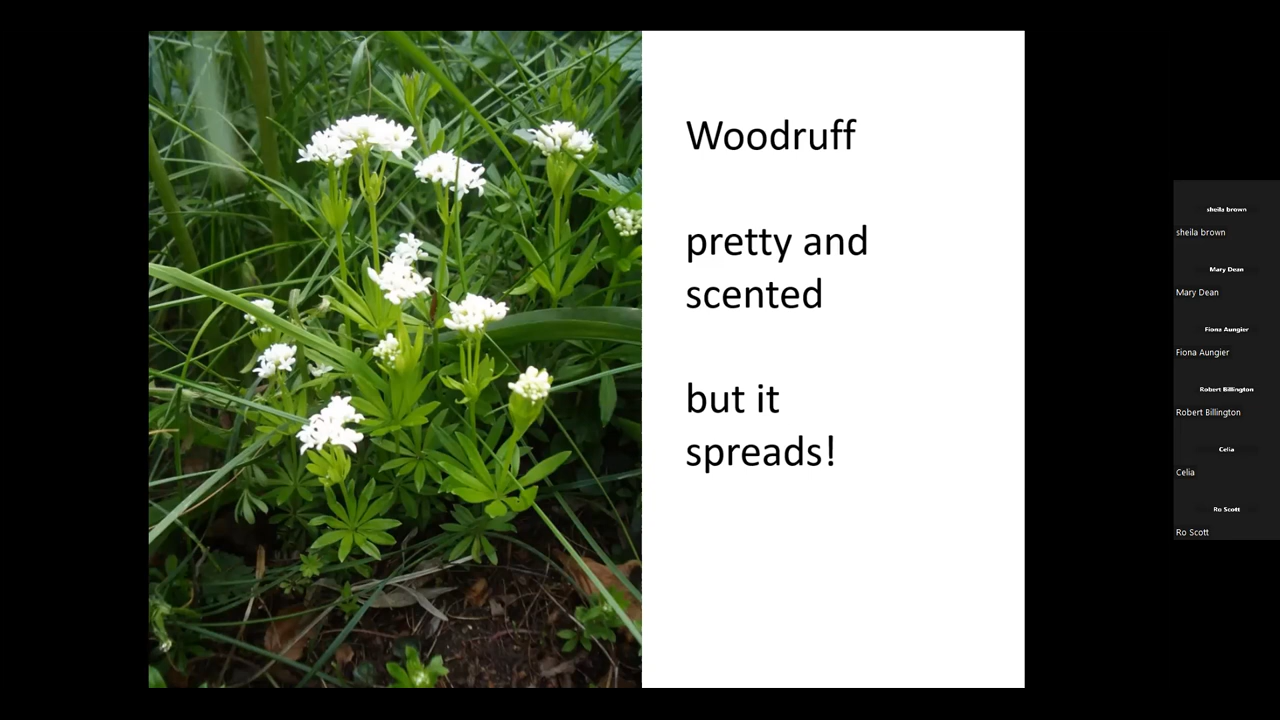 Woodruff
pretty and
scented
but it
spreads!
sheila brown
sheila brown
Mary Dean
Mary Dean
Fiona Aungier
Fiona Aungier
Robert Billington
Robert Billington
Celia
Celia
Ro Scott
Ro Scott